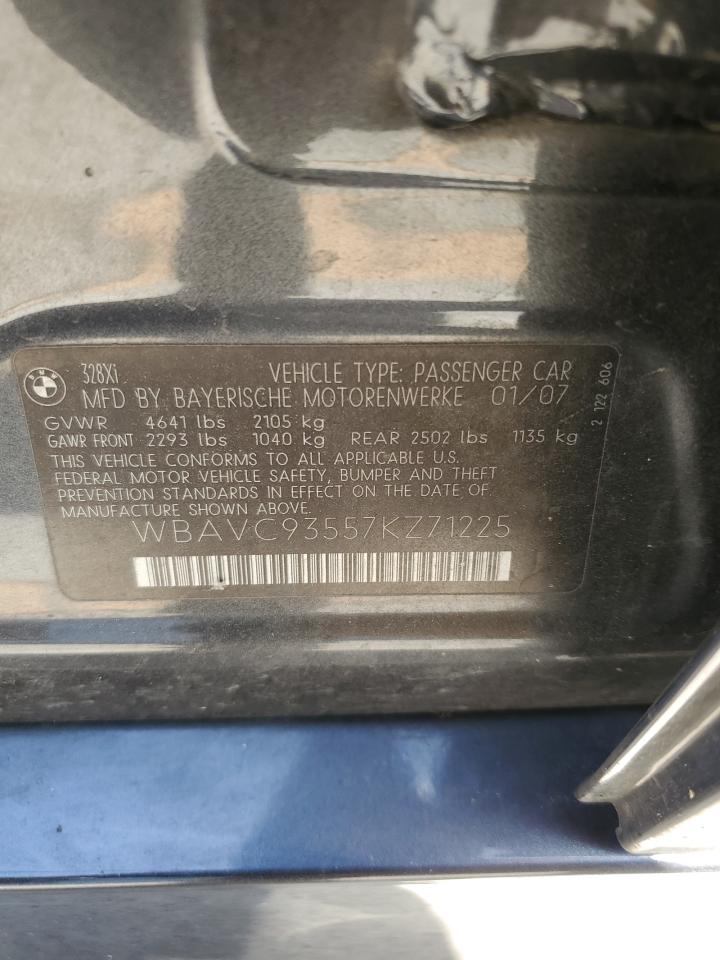 BMW
328Xi VEHICLE TYPE: PASSENGER CAR
MFD BY BAYERISCHE MOTORENWERKE 01/07
GVWR 4641 lbs 2105 kg
GAWR FRONT 2293 lbs 1040 kg REAR 2502 lbs 1135 kg
THIS VEHICLE CONFORMS TO ALL APPLICABLE U.S.
FEDERAL MOTOR VEHICLE SAFETY, BUMPER AND THEFT
PREVENTION STANDARDS IN EFFECT ON THE DATE OF
MANUFACTURE SHOWN ABOVE.
WBAVC93557KZ71225
2 122 606